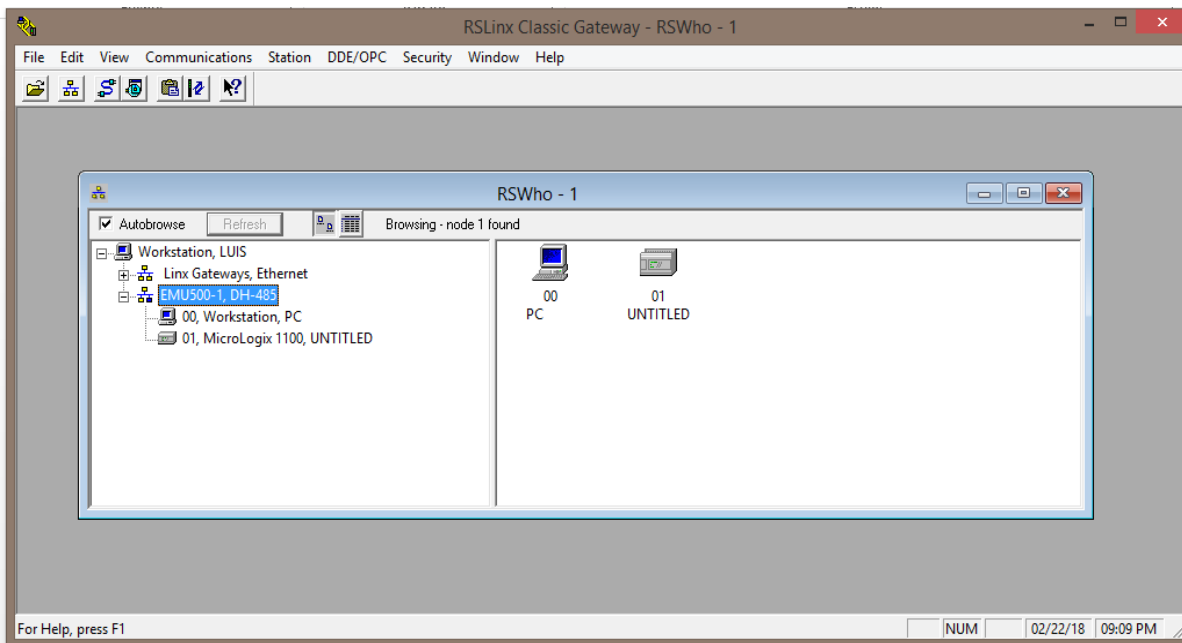 RSLinx Classic Gateway - RSWho - 1
File Edit View Communications Station DDE/OPC Security Window Help
RSWho - 1
Autobrowse Refresh Browsing - node 1 found
Workstation, LUIS
Linx Gateways, Ethernet
EMU500-1, DH-485
00, Workstation, PC
01, MicroLogix 1100, UNTITLED
00
PC
01
UNTITLED
For Help, press F1
NUM 02/22/18 09:09 PM